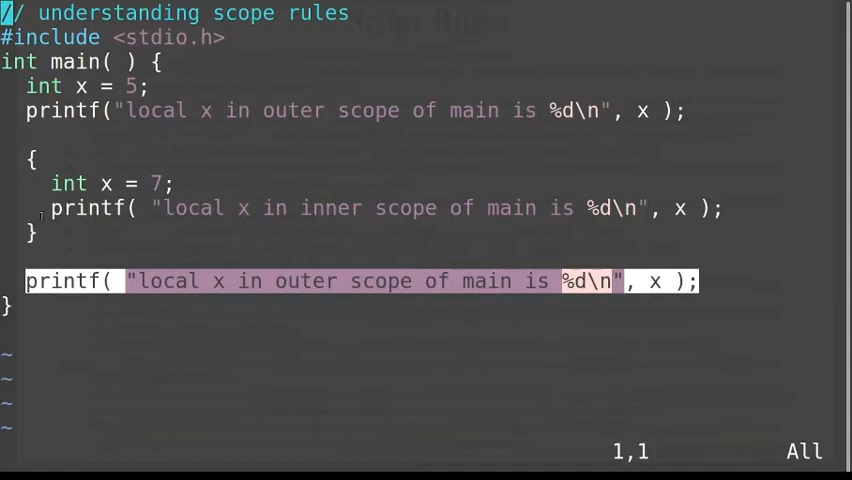 // understanding scope rules
#include <stdio.h>
int main( ) {
  int x = 5;
  printf("local x in outer scope of main is %d\n", x );
  {
    int x = 7;
    printf( "local x in inner scope of main is %d\n", x );
  }
  printf( "local x in outer scope of main is %d\n", x );
}
~
~
~
~
1,1 All